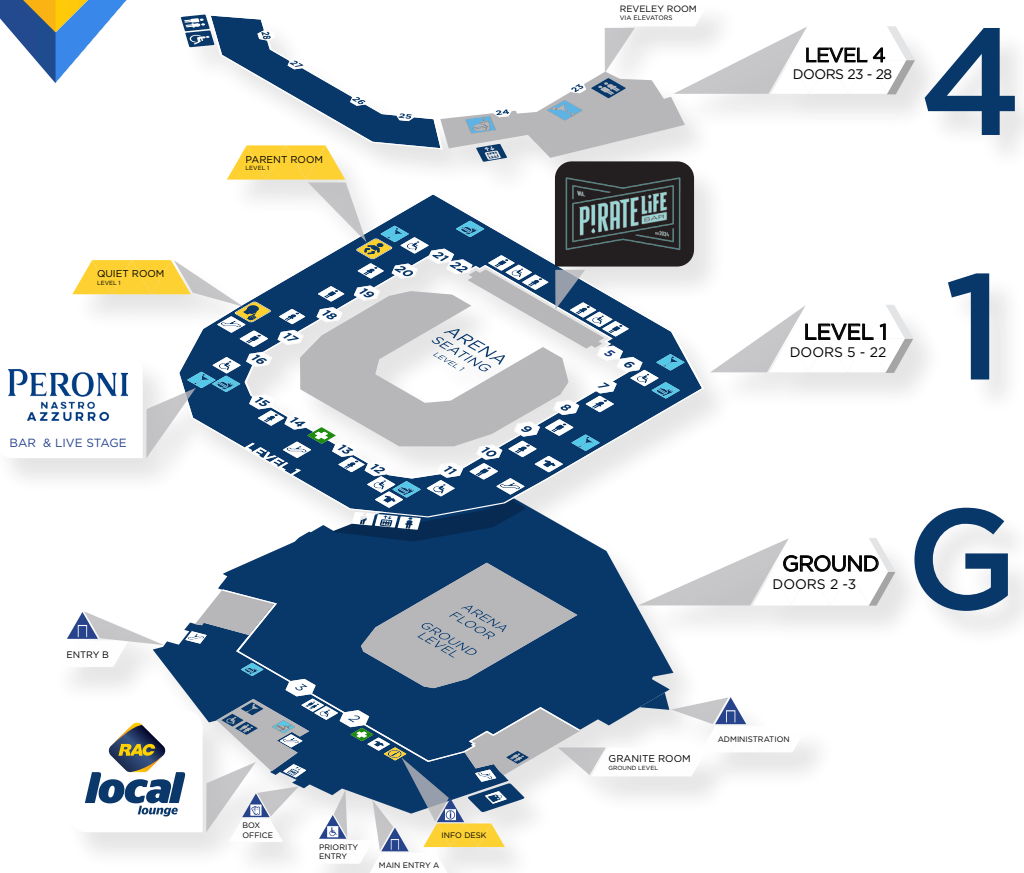 REVELEY ROOM
VIA ELEVATORS
LEVEL 4
DOORS 23 - 28
4
28
27
26
25
24
23
PARENT ROOM
LEVEL 1
PIRATE LIFE
BAR
W.A.
QUIET ROOM
LEVEL 1
21
22
20
19
18
17
16
15
14
13
12
11
10
9
8
7
6
5
ARENA
SEATING
LEVEL 1
LEVEL 1
DOORS 5 - 22
1
PERONI
NASTRO
AZZURRO
BAR & LIVE STAGE
LEVEL 1
GROUND
DOORS 2 -3
G
ARENA
FLOOR
GROUND
LEVEL
ENTRY B
3
2
RAC
local
lounge
ADMINISTRATION
GRANITE ROOM
GROUND LEVEL
BOX
OFFICE
PRIORITY
ENTRY
MAIN ENTRY A
INFO DESK